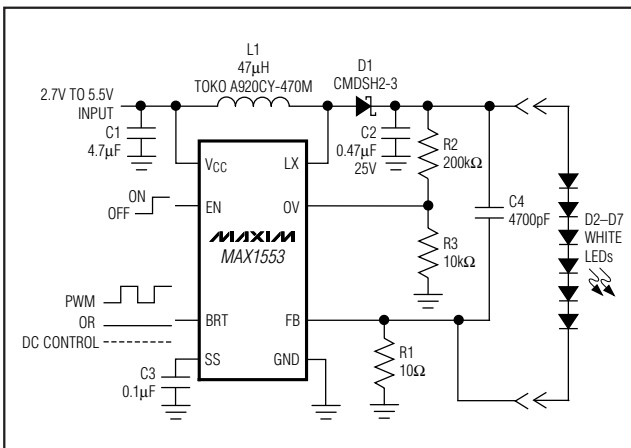 L1
47µH
TOKO A920CY-470M
D1
CMDSH2-3
2.7V TO 5.5V
INPUT
C1
4.7µF
C2
0.47µF
25V
R2
200kΩ
VCC
LX
ON
OFF
EN
OV
C4
4700pF
D2–D7
WHITE
LEDs
MAXIM
MAX1553
R3
10kΩ
PWM
OR
DC CONTROL
BRT
FB
SS
GND
R1
10Ω
C3
0.1µF